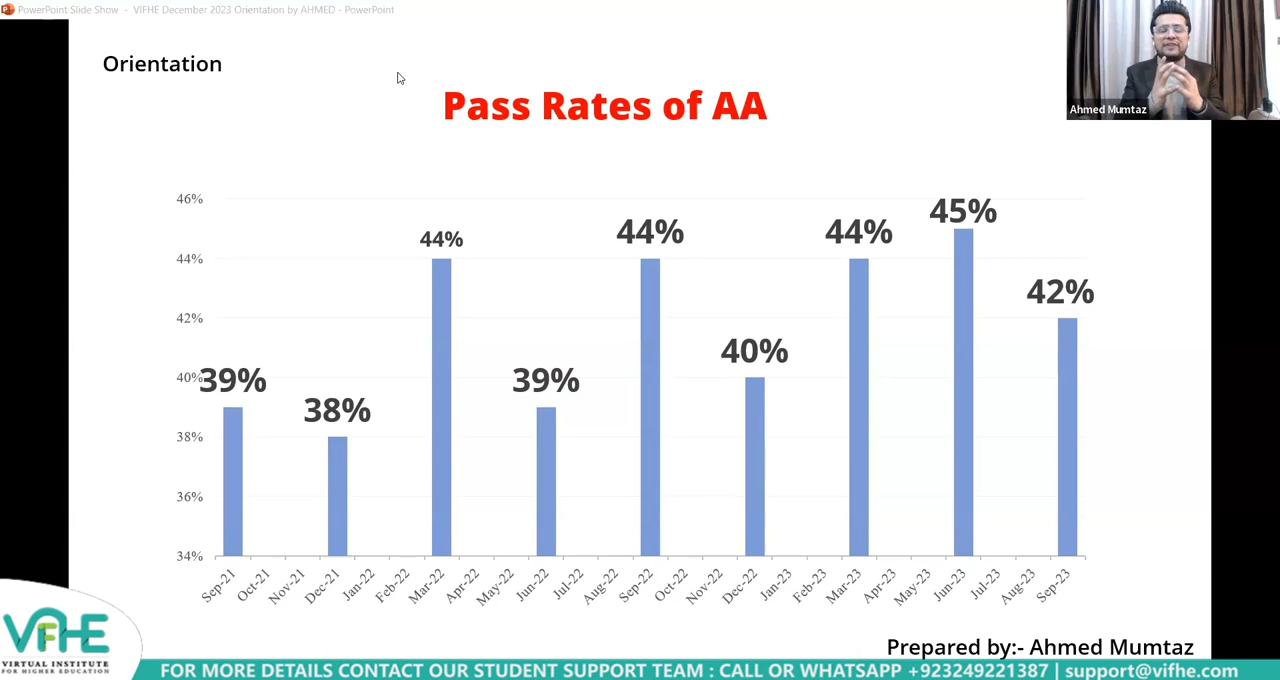 PowerPoint Slide Show - VIFHE December 2023 Orientation by AHMED - PowerPoint
Orientation
Ahmed Mumtaz
Pass Rates of AA
46%
44%
42%
40%
38%
36%
34%
39%
38%
44%
39%
44%
40%
44%
45%
42%
Sep-21
Oct-21
Nov-21
Dec-21
Jan-22
Feb-22
Mar-22
Apr-22
May-22
Jun-22
Jul-22
Aug-22
Sep-22
Oct-22
Nov-22
Dec-22
Jan-23
Feb-23
Mar-23
Apr-23
May-23
Jun-23
Jul-23
Aug-23
Sep-23
VIFHE
VIRTUAL INSTITUTE
FOR HIGHER EDUCATION
Prepared by:- Ahmed Mumtaz
FOR MORE DETAILS CONTACT OUR STUDENT SUPPORT TEAM : CALL OR WHATSAPP +923249221387 | support@vifhe.com